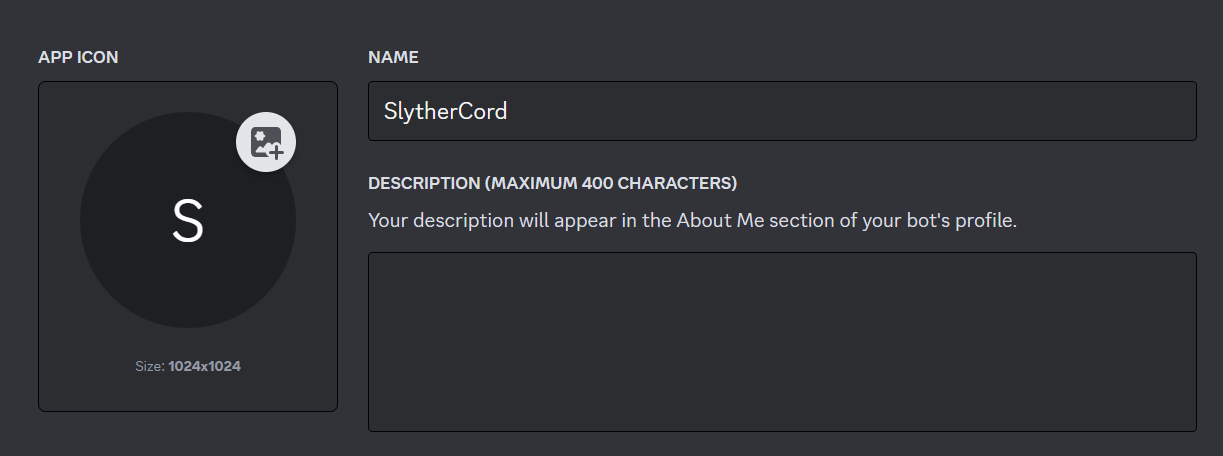 APP ICON
NAME
S
Size: 1024x1024
SlytherCord
DESCRIPTION (MAXIMUM 400 CHARACTERS)
Your description will appear in the About Me section of your bot's profile.